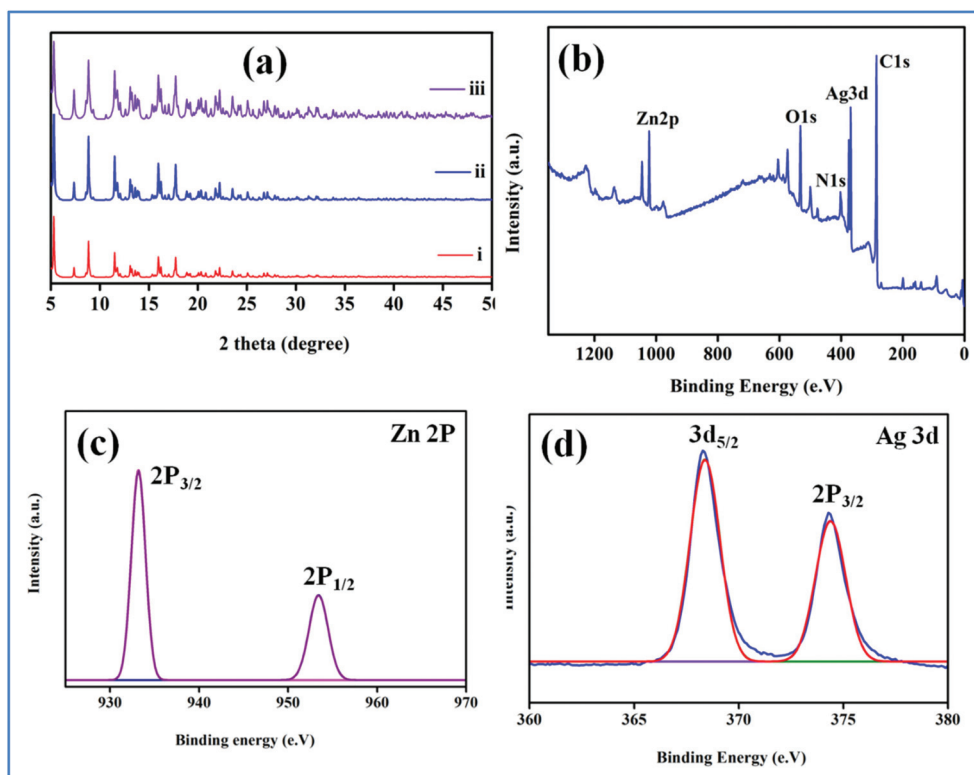 (a)
iii
ii
i
5 10 15 20 25 30 35 40 45 50
2 theta (degree)
(b)
C1s
Ag3d
O1s
Zn2p
N1s
Intensity (a.u.)
1200 1000 800 600 400 200 0
Binding Energy (e.V)
(c)
Zn 2P
2P3/2
2P1/2
Intensity (a.u.)
930 940 950 960 970
Binding energy (e.V)
(d)
3d5/2
Ag 3d
2P3/2
Intensity (a.u.)
360 365 370 375 380
Binding Energy (e.V)